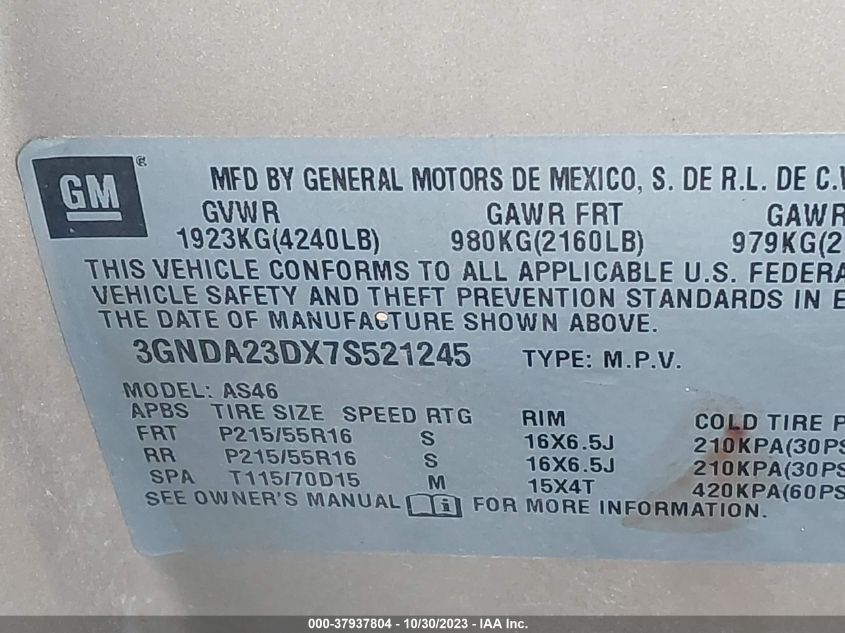 GM®
MFD BY GENERAL MOTORS DE MEXICO, S. DE R.L. DE C.V
GVWR GAWR FRT GAWR
1923KG(4240LB) 980KG(2160LB) 979KG(2
THIS VEHICLE CONFORMS TO ALL APPLICABLE U.S. FEDERA
VEHICLE SAFETY AND THEFT PREVENTION STANDARDS IN E
THE DATE OF MANUFACTURE SHOWN ABOVE.
3GNDA23DX7S521245 TYPE: M.P.V.
MODEL: AS46
APBS TIRE SIZE SPEED RTG RIM COLD TIRE P
FRT P215/55R16 S 16X6.5J 210KPA(30PS
RR P215/55R16 S 16X6.5J 210KPA(30PS
SPA T115/70D15 M 15X4T 420KPA(60PS
SEE OWNER'S MANUAL i FOR MORE INFORMATION.
000-37937804 - 10/30/2023 - IAA Inc.